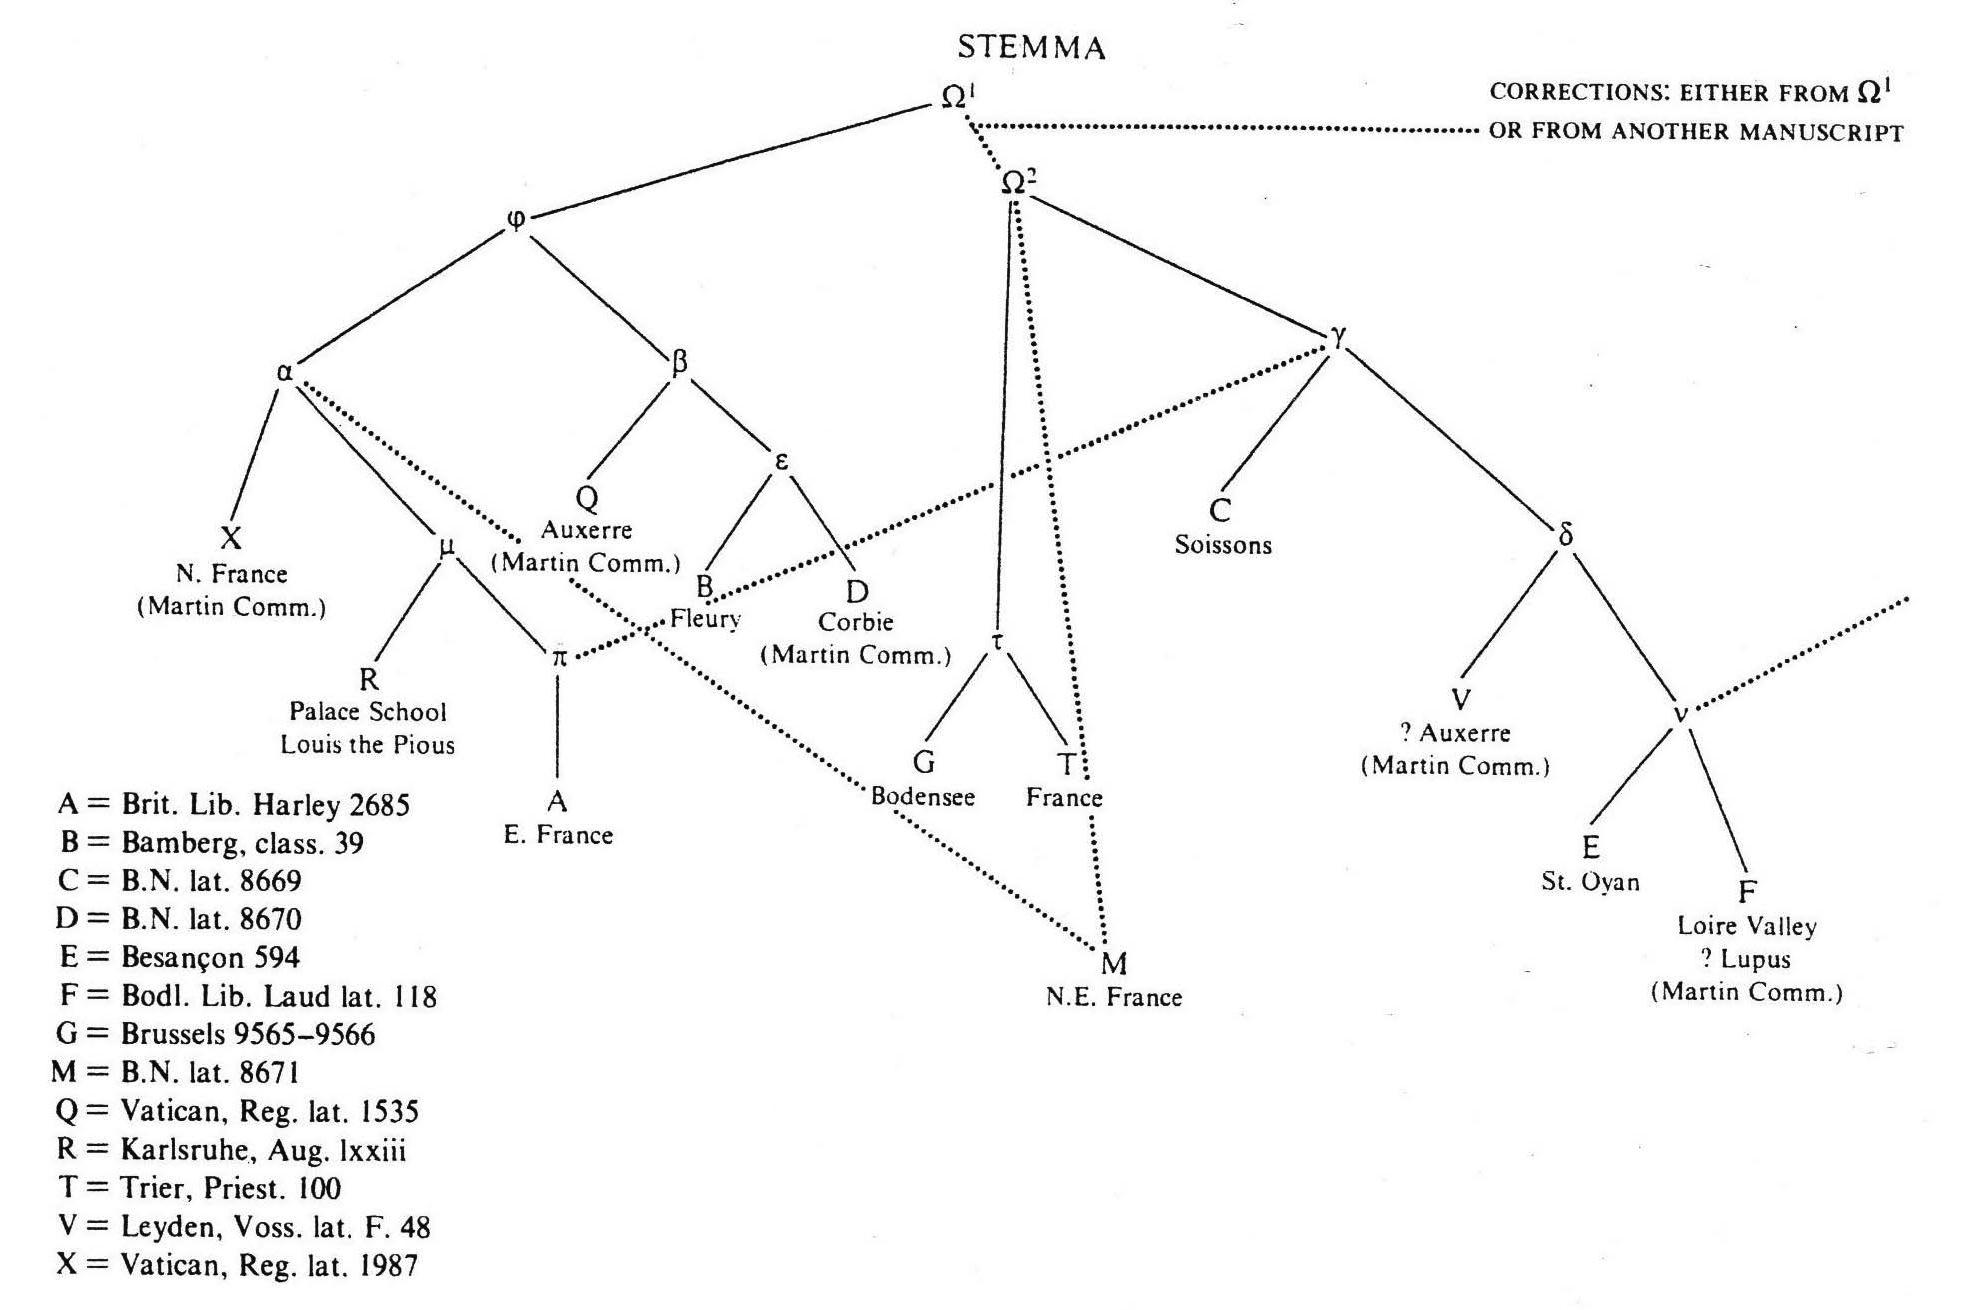 STEMMA
Ω¹
CORRECTIONS: EITHER FROM Ω¹
OR FROM ANOTHER MANUSCRIPT
Ω²
φ
γ
α
β
ε
Q
Auxerre
(Martin Comm.)
C
Soissons
δ
X
N. France
(Martin Comm.)
μ
B
Fleury
D
Corbie
(Martin Comm.)
τ
π
R
Palace School
Louis the Pious
V
? Auxerre
(Martin Comm.)
ν
G
Bodensee
T
France
A
E. France
E
St. Oyan
F
Loire Valley
? Lupus
(Martin Comm.)
M
N.E. France
A = Brit. Lib. Harley 2685
B = Bamberg, class. 39
C = B.N. lat. 8669
D = B.N. lat. 8670
E = Besançon 594
F = Bodl. Lib. Laud lat. 118
G = Brussels 9565–9566
M = B.N. lat. 8671
Q = Vatican, Reg. lat. 1535
R = Karlsruhe, Aug. lxxiii
T = Trier, Priest. 100
V = Leyden, Voss. lat. F. 48
X = Vatican, Reg. lat. 1987